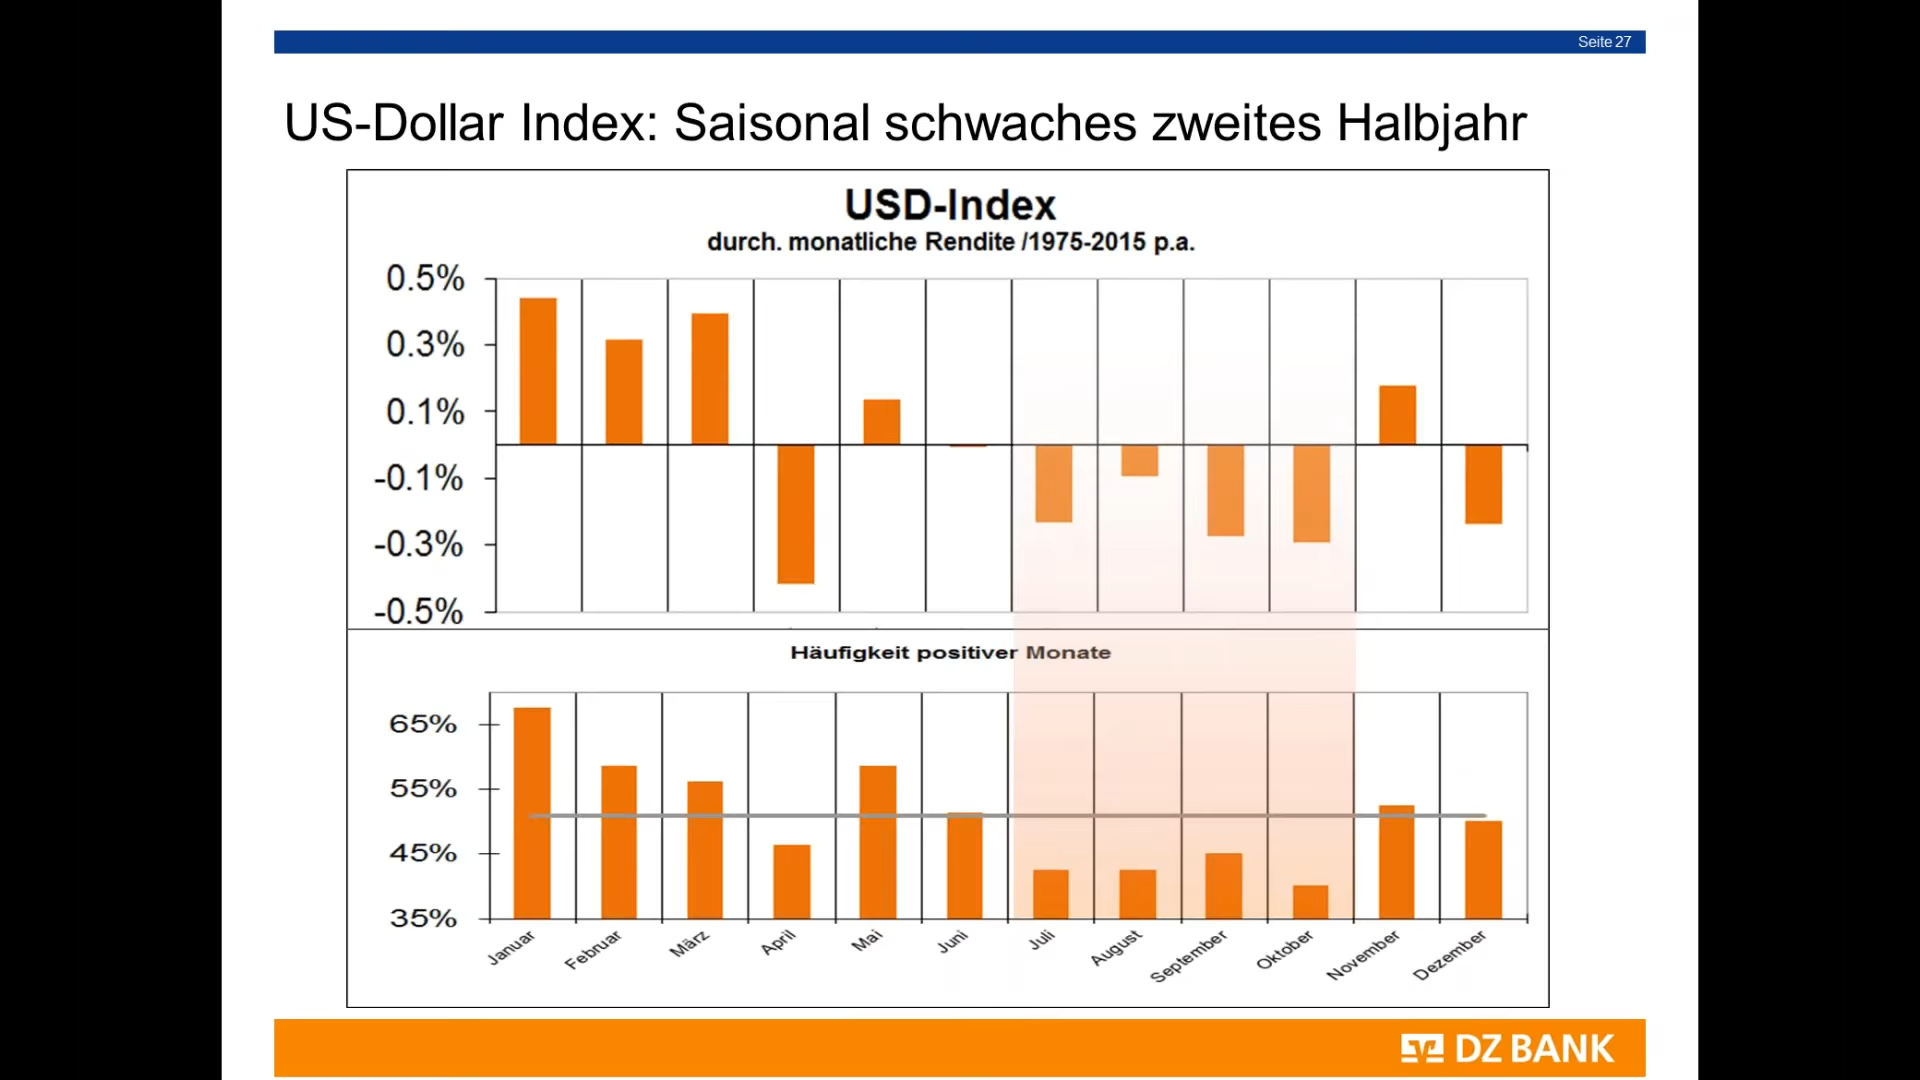 Seite 27
US-Dollar Index: Saisonal schwaches zweites Halbjahr
USD-Index
durch. monatliche Rendite /1975-2015 p.a.
0.5%
0.3%
0.1%
-0.1%
-0.3%
-0.5%
Häufigkeit positiver Monate
65%
55%
45%
35%
Januar
Februar
März
April
Mai
Juni
Juli
August
September
Oktober
November
Dezember
DZ BANK